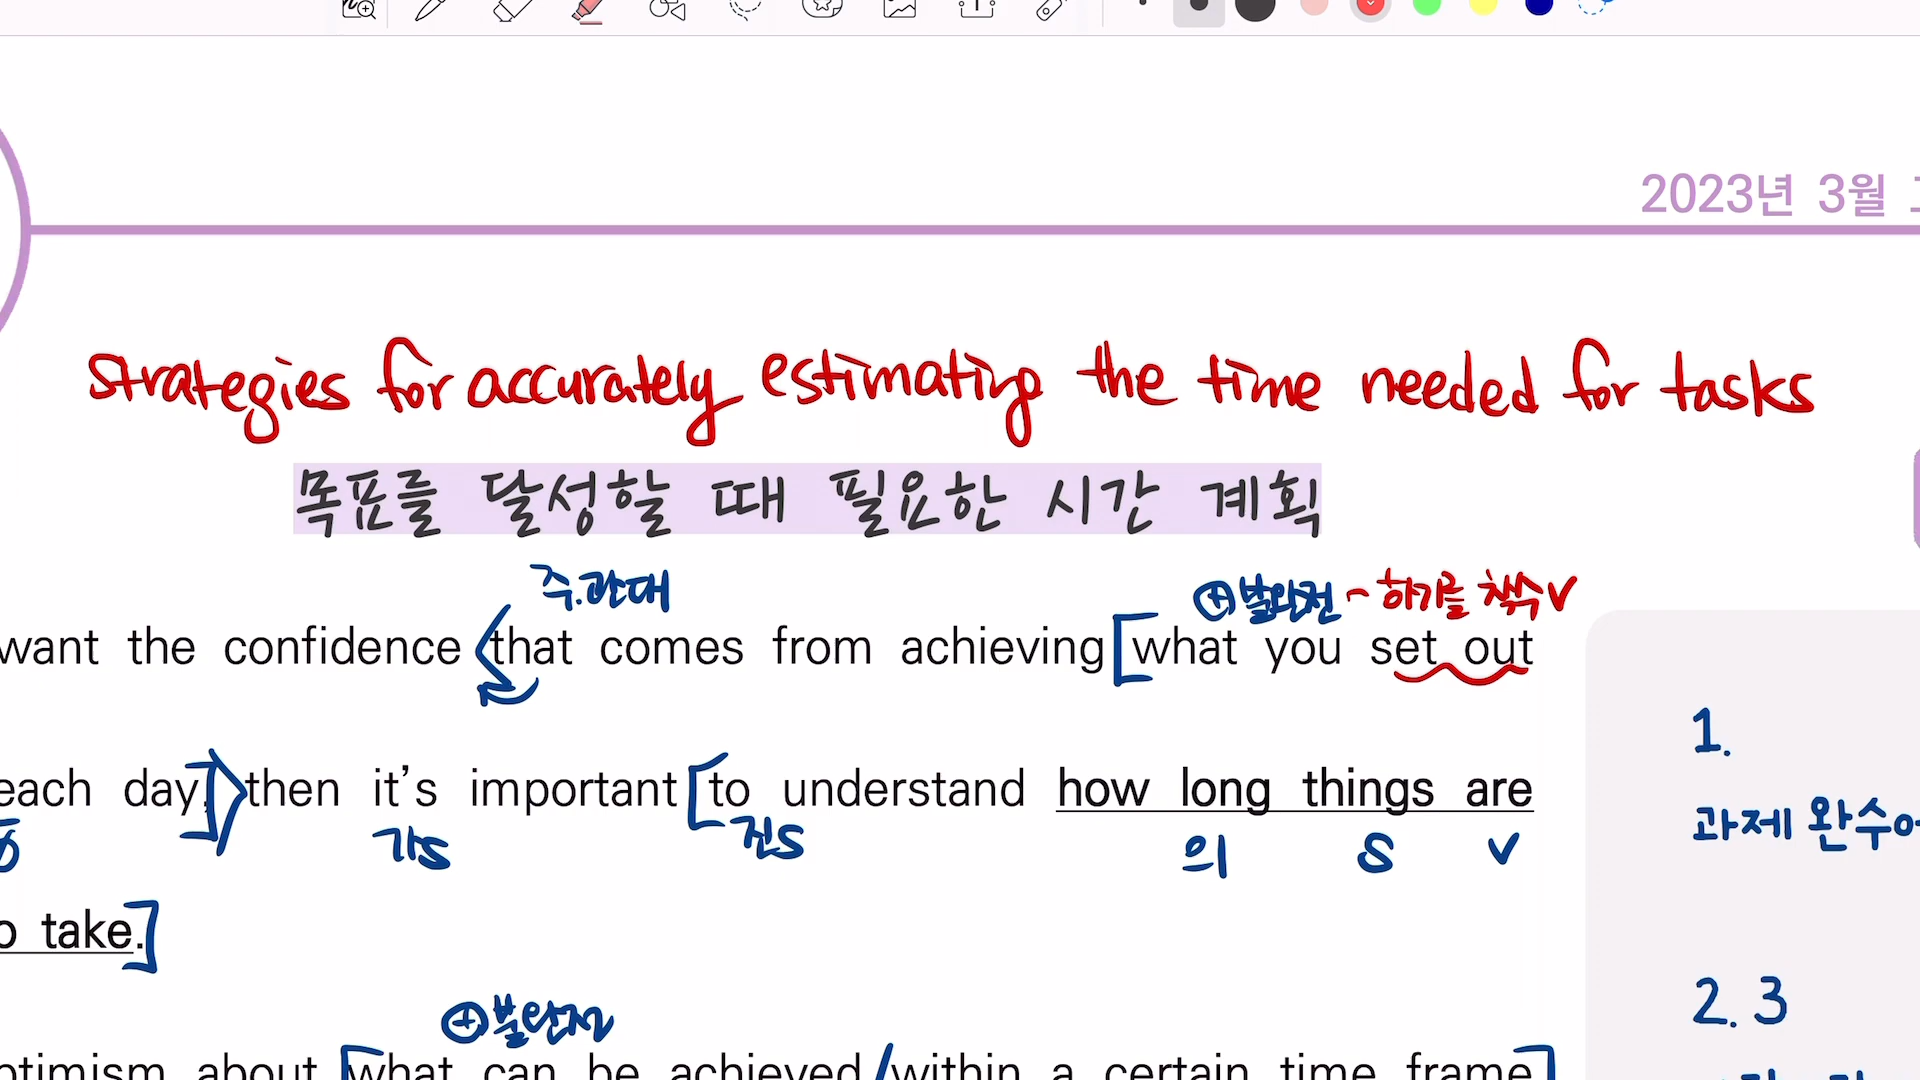 2023년 3월
strategies for accurately estimating the time needed for tasks
목표를 달성할 때 필요한 시간 계획
주.관대 ⊕불완전 ~하기를 착수V
want the confidence that comes from achieving [what you set out
1.
each day,] then it's important [to understand how long things are
가S 진S 의 S V
과제 완수
take.]
2. 3
⊕불완전
about [what can be achieved / within a certain time frame]